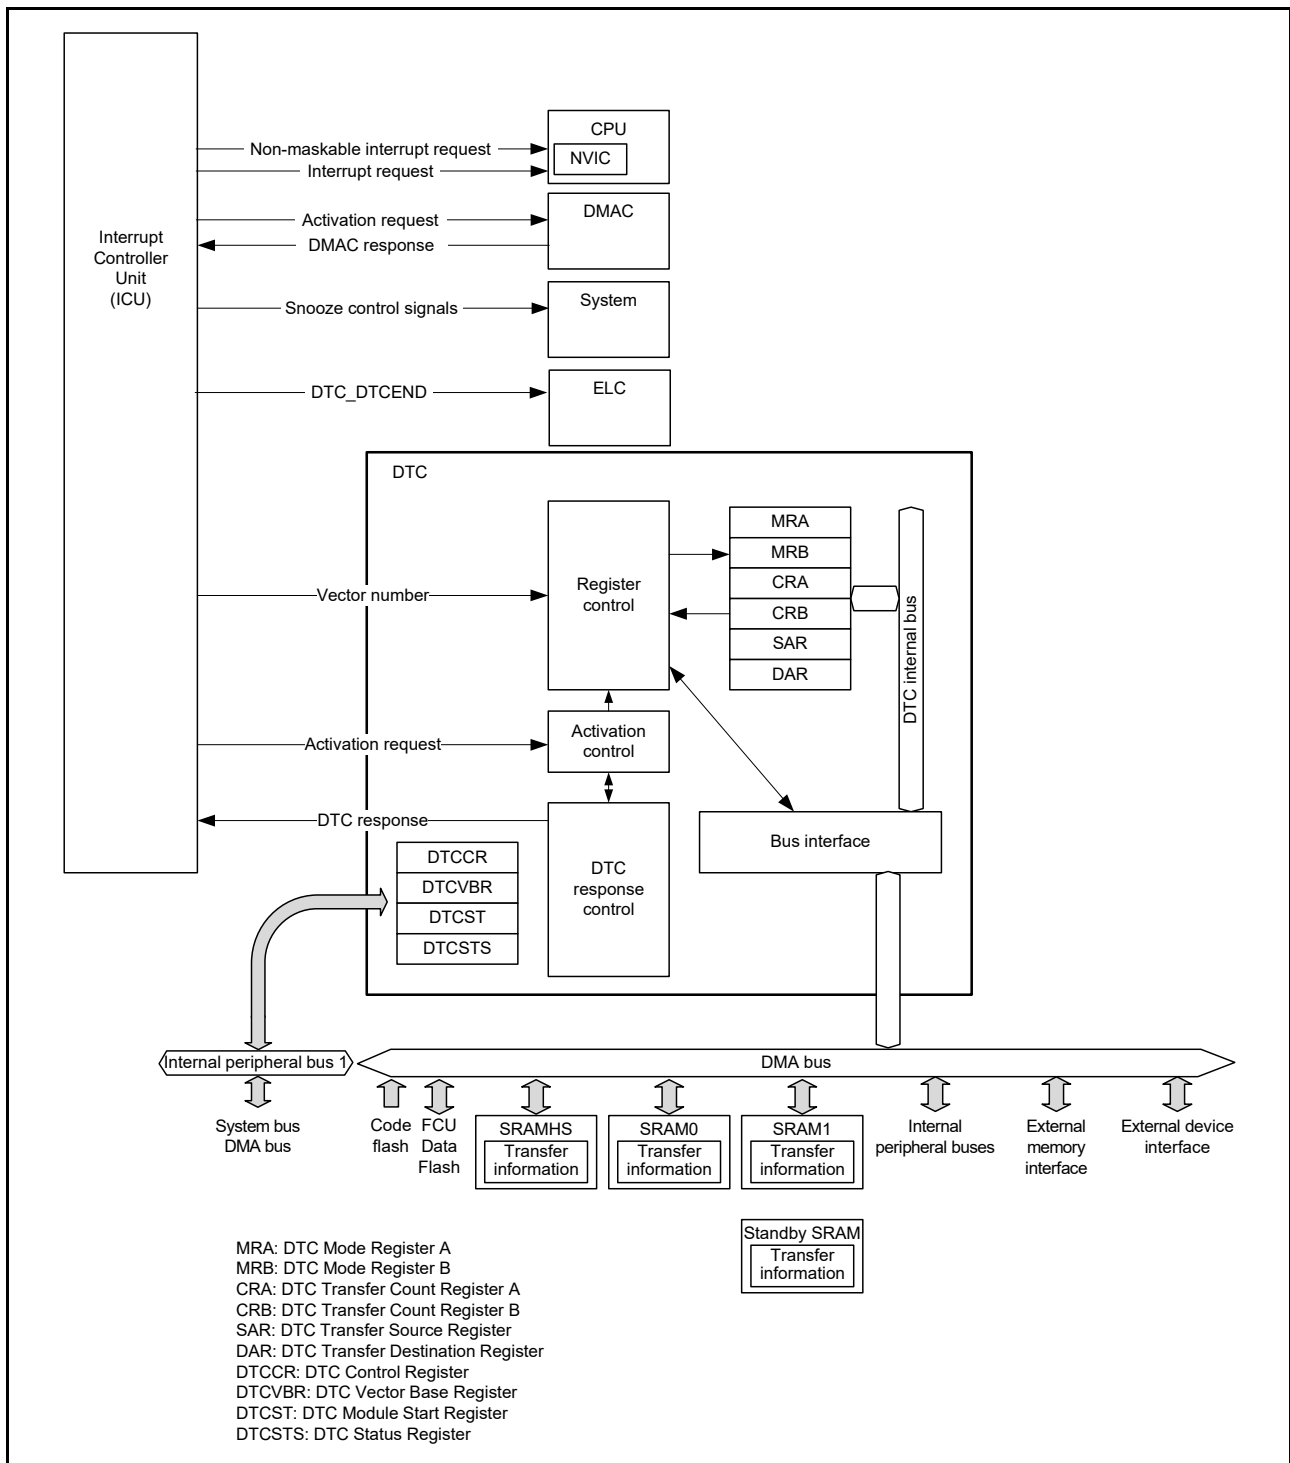 CPU
NVIC
Non-maskable interrupt request
Interrupt request
Activation request
DMAC
DMAC response
Interrupt
Controller
Unit
(ICU)
Snooze control signals
System
DTC_DTCEND
ELC
DTC
MRA
MRB
CRA
CRB
SAR
DAR
Register
control
Vector number
DTC internal bus
Activation request
Activation
control
DTC response
Bus interface
DTCCR
DTCVBR
DTCST
DTCSTS
DTC
response
control
Internal peripheral bus 1
DMA bus
System bus
DMA bus
Code
flash
FCU
Data
Flash
SRAMHS
Transfer
information
SRAM0
Transfer
information
SRAM1
Transfer
information
Internal
peripheral buses
External
memory
interface
External device
interface
Standby SRAM
Transfer
information
MRA: DTC Mode Register A
MRB: DTC Mode Register B
CRA: DTC Transfer Count Register A
CRB: DTC Transfer Count Register B
SAR: DTC Transfer Source Register
DAR: DTC Transfer Destination Register
DTCCR: DTC Control Register
DTCVBR: DTC Vector Base Register
DTCST: DTC Module Start Register
DTCSTS: DTC Status Register